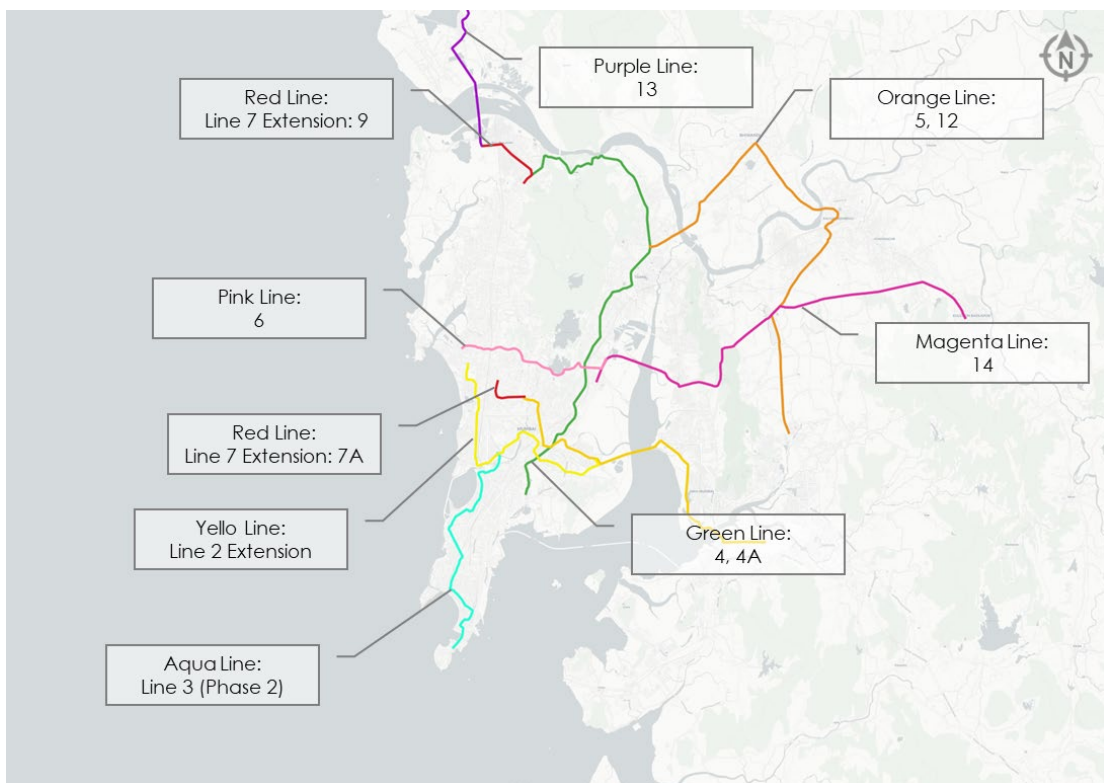 N
Purple Line:
13
Red Line:
Line 7 Extension: 9
Orange Line:
5, 12
Pink Line:
6
Magenta Line:
14
Red Line:
Line 7 Extension: 7A
Yello Line:
Line 2 Extension
Green Line:
4, 4A
Aqua Line:
Line 3 (Phase 2)